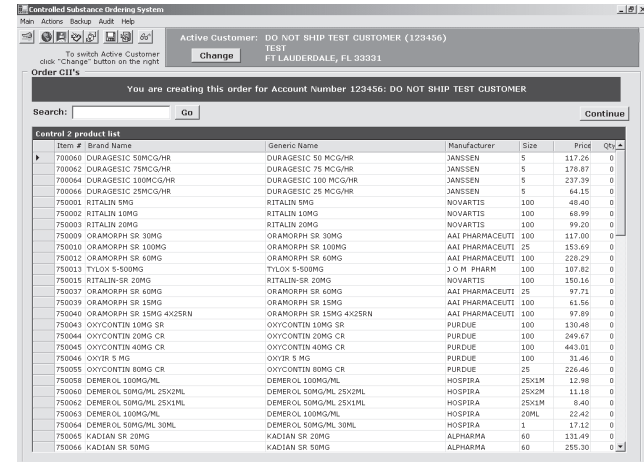 Controlled Substance Ordering System
Main Actions Backup Audit Help
Active Customer: DO NOT SHIP TEST CUSTOMER (123456)
TEST
FT LAUDERDALE, FL 33331
To switch Active Customer
click "Change" button on the right
Change
Order CII's
You are creating this order for Account Number 123456: DO NOT SHIP TEST CUSTOMER
Search: Go Continue
Control 2 product list
Item # Brand Name Generic Name Manufacturer Size Price Qty
700060 DURAGESIC 50MCG/HR DURAGESIC 50 MCG/HR JANSSEN 5 117.26 0
700062 DURAGESIC 75MCG/HR DURAGESIC 75 MCG/HR JANSSEN 5 178.87 0
700064 DURAGESIC 100MCG/HR DURAGESIC 100 MCG/HR JANSSEN 5 237.39 0
700066 DURAGESIC 25MCG/HR DURAGESIC 25 MCG/HR JANSSEN 5 64.15 0
750001 RITALIN 5MG RITALIN 5MG NOVARTIS 100 48.40 0
750002 RITALIN 10MG RITALIN 10MG NOVARTIS 100 68.99 0
750003 RITALIN 20MG RITALIN 20MG NOVARTIS 100 99.20 0
750009 ORAMORPH SR 30MG ORAMORPH SR 30MG AAI PHARMACEUTI 100 117.00 0
750010 ORAMORPH SR 100MG ORAMORPH SR 100MG AAI PHARMACEUTI 25 153.69 0
750012 ORAMORPH SR 60MG ORAMORPH SR 60MG AAI PHARMACEUTI 100 228.29 0
750013 TYLOX 5-500MG TYLOX 5-500MG J O M PHARM 100 107.82 0
750015 RITALIN-SR 20MG RITALIN-SR 20MG NOVARTIS 100 150.16 0
750037 ORAMORPH SR 60MG ORAMORPH SR 60MG AAI PHARMACEUTI 25 97.71 0
750039 ORAMORPH SR 15MG ORAMORPH SR 15MG AAI PHARMACEUTI 100 61.56 0
750040 ORAMORPH SR 15MG 4X25RN ORAMORPH SR 15MG 4X25RN AAI PHARMACEUTI 100 97.89 0
750043 OXYCONTIN 10MG SR OXYCONTIN 10MG SR PURDUE 100 130.48 0
750044 OXYCONTIN 20MG CR OXYCONTIN 20MG CR PURDUE 100 249.67 0
750045 OXYCONTIN 40MG CR OXYCONTIN 40MG CR PURDUE 100 443.01 0
750046 OXYIR 5 MG OXYIR 5 MG PURDUE 100 31.46 0
750055 OXYCONTIN 80MG CR OXYCONTIN 80MG CR PURDUE 25 226.46 0
750058 DEMEROL 100MG/ML DEMEROL 100MG/ML HOSPIRA 25X1M 12.98 0
750061 DEMEROL 50MG/ML 25X2ML DEMEROL 50MG/ML 25X2ML HOSPIRA 25X2M 11.18 0
750062 DEMEROL 50MG/ML 25X1ML DEMEROL 50MG/ML 25X1ML HOSPIRA 25X1M 8.40 0
750063 DEMEROL 100MG/ML DEMEROL 100MG/ML HOSPIRA 20ML 22.42 0
750064 DEMEROL 50MG/ML 30ML DEMEROL 50MG/ML 30ML HOSPIRA 1 17.12 0
750065 KADIAN SR 20MG KADIAN SR 20MG ALPHARMA 60 131.49 0
750066 KADIAN SR 50MG KADIAN SR 50MG ALPHARMA 60 255.30 0